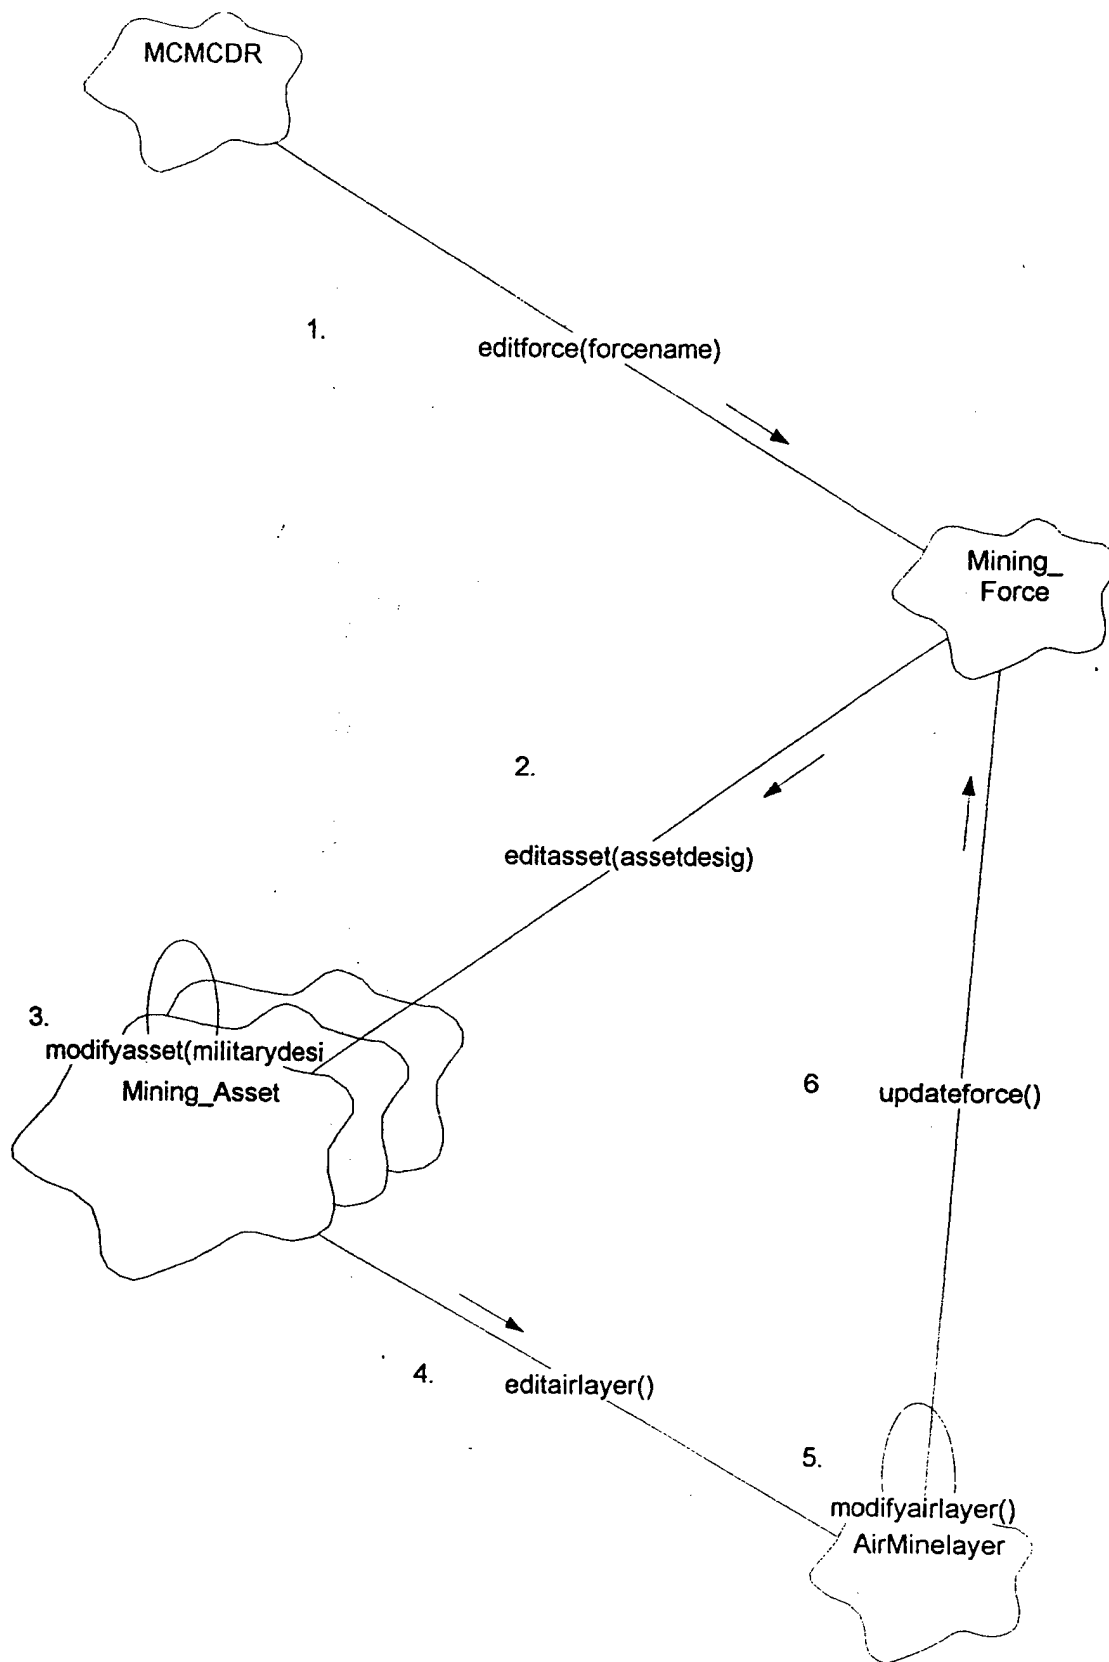 MCMCDR
1.
editforce(forcename)
Mining_
Force
2.
editasset(assetdesig)
3.
modifyasset(militarydesi
Mining_Asset
6
updateforce()
4.
editairlayer()
5.
modifyairlayer()
AirMinelayer